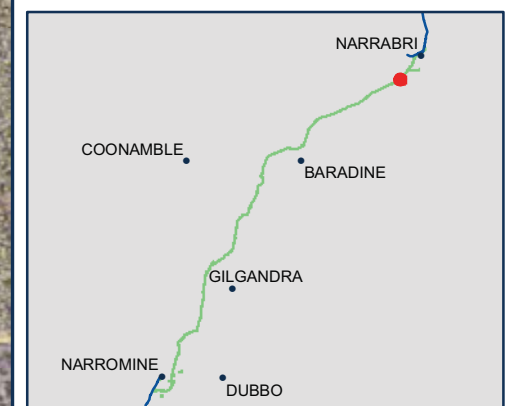 NARRABRI
COONAMBLE
BARADINE
GILGANDRA
NARROMINE
DUBBO